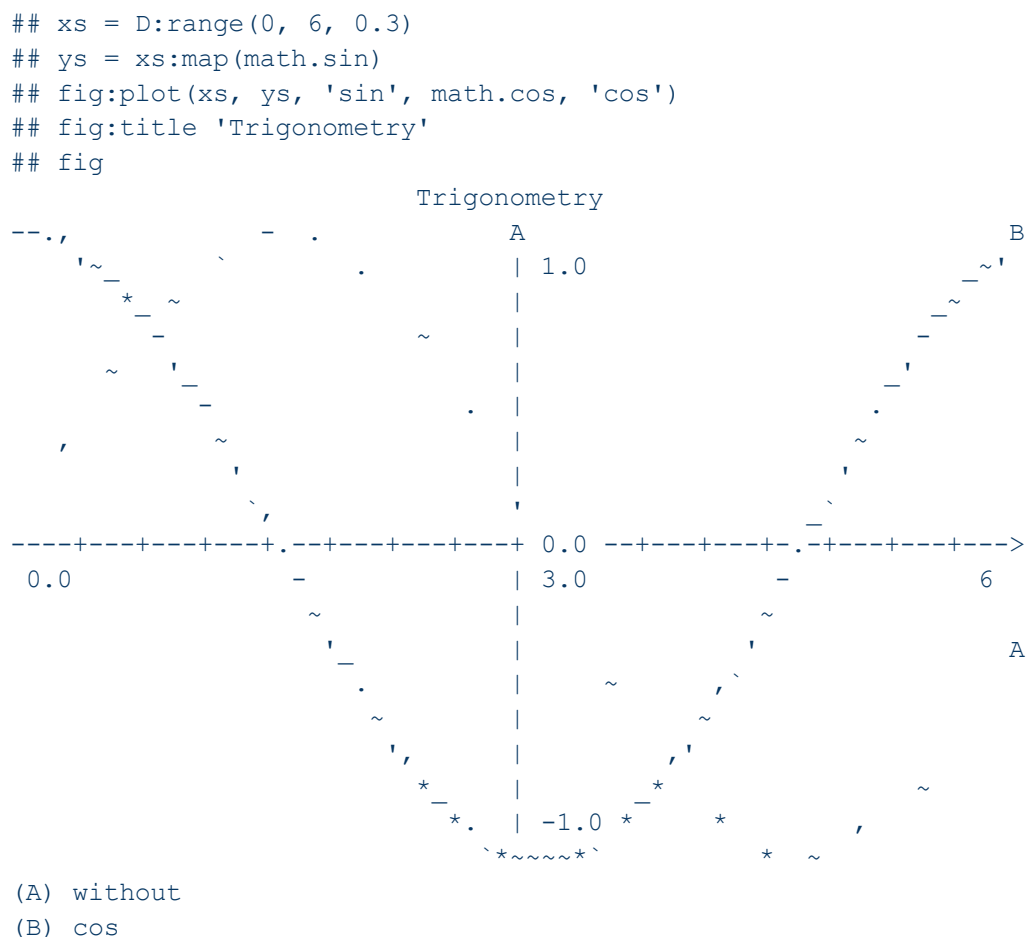 ## xs = D:range(0, 6, 0.3)
## ys = xs:map(math.sin)
## fig:plot(xs, ys, 'sin', math.cos, 'cos')
## fig:title 'Trigonometry'
## fig
Trigonometry
--., - . A B
'~_ ` . | 1.0 _~'
*_ ~ | _~
- ~ | -
~ '_ | _'
- . | .
, ~ | ~
' | '
`, ' _`
----+---+---+---+.--+---+---+---+ 0.0 --+---+---+-.-+---+---+--->
0.0 - | 3.0 - 6
~ | ~
'_ | ' A
. | ~ ,`
~ | ~
', | ,'
*_ | _* ~
*. | -1.0 * * ,
`*~~~~*` * ~
(A) without
(B) cos